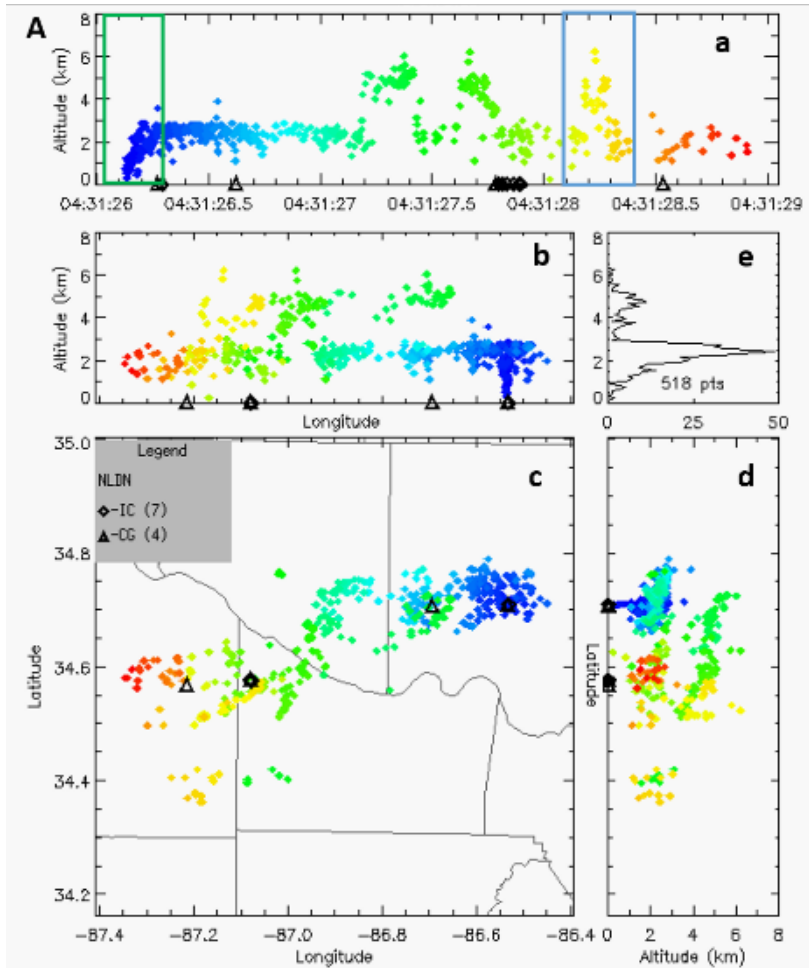 A
a
Altitude (km)
8
6
4
2
0
04:31:26
04:31:26.5
04:31:27
04:31:27.5
04:31:28
04:31:28.5
04:31:29
b
Altitude (km)
8
6
4
2
0
Longitude
e
518 pts
0
25
50
8
6
4
2
0
c
Legend
NLDN
-IC (7)
-CG (4)
Latitude
35.0
34.8
34.6
34.4
34.2
-87.4
-87.2
-87.0
-86.8
-86.6
-86.4
Longitude
d
Latitude
0
2
4
6
8
Altitude (km)